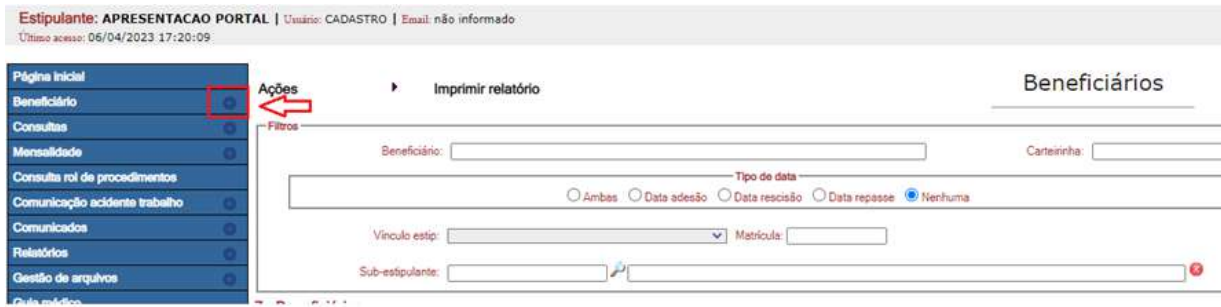 Estipulante: APRESENTACAO PORTAL | Usuário: CADASTRO | Email: não informado
Último acesso: 06/04/2023 17:20:09
Página inicial
Beneficiário
Consultas
Mensalidade
Consulta rol de procedimentos
Comunicação acidente trabalho
Comunicados
Relatórios
Gestão de arquivos
Guia médico
Ações Imprimir relatório
Beneficiários
Filtros
Beneficiário: Carteirinha:
Tipo de data
Ambas Data adesão Data rescisão Data repasse Nenhuma
Vínculo estip: Matrícula:
Sub-estipulante: